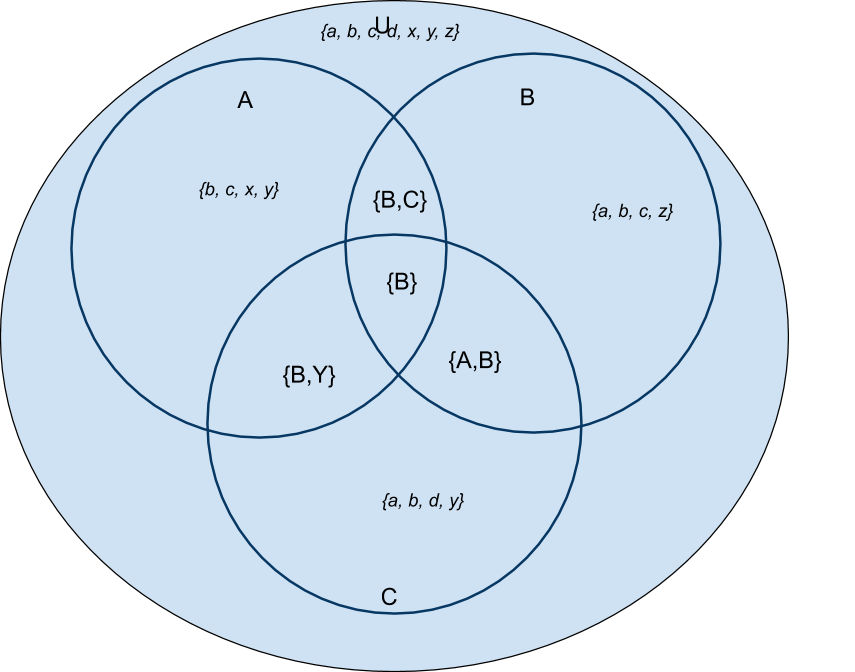 U
{a, b, c, d, x, y, z}
A
B
{b, c, x, y}
{B,C}
{a, b, c, z}
{B}
{B,Y}
{A,B}
{a, b, d, y}
C